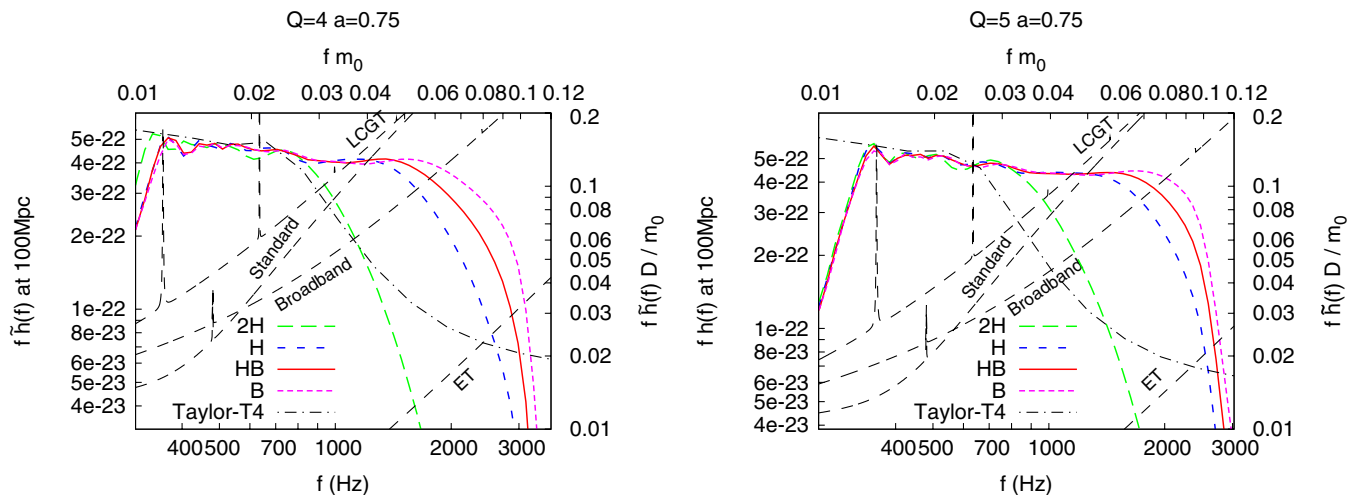 Q=4 a=0.75
f m0
0.01 0.02 0.03 0.04 0.06 0.08 0.1 0.12
f h̃(f) at 100Mpc
5e-22
4e-22
3e-22
2e-22
1e-22
8e-23
6e-23
5e-23
4e-23
LCGT
Standard
Broadband
ET
2H
H
HB
B
Taylor-T4
0.2
0.1
0.08
0.06
0.05
0.04
0.03
0.02
0.01
f h̃(f) D / m0
400 500 700 1000 2000 3000
f (Hz)
Q=5 a=0.75
f m0
0.01 0.02 0.03 0.04 0.06 0.08 0.1 0.12
f h(f) at 100Mpc
5e-22
4e-22
3e-22
2e-22
1e-22
8e-23
6e-23
5e-23
4e-23
LCGT
Standard
Broadband
ET
2H
H
HB
B
Taylor-T4
0.2
0.1
0.08
0.06
0.05
0.04
0.03
0.02
0.01
f h̃(f) D / m0
400 500 700 1000 2000 3000
f (Hz)